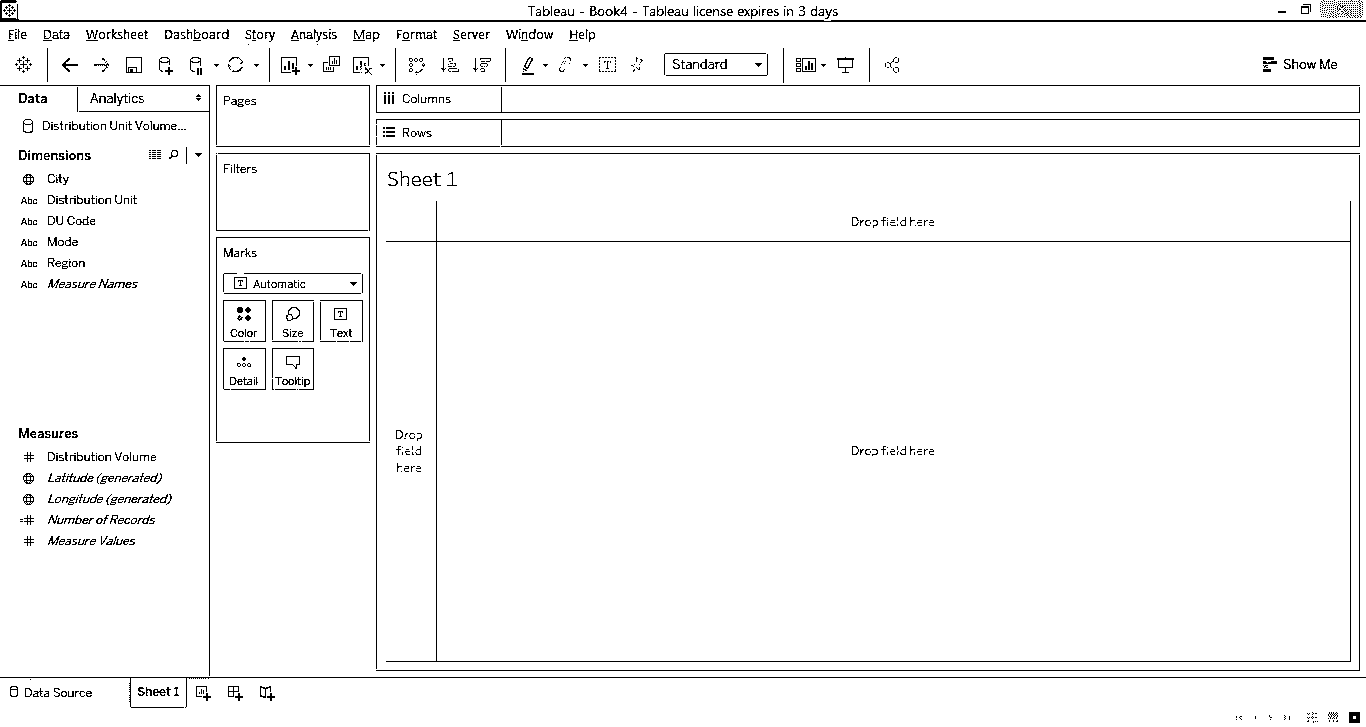 Tableau - Book4 - Tableau license expires in 3 days
File Data Worksheet Dashboard Story Analysis Map Format Server Window Help
Standard
Show Me
Data Analytics
Distribution Unit Volume...
Dimensions
City
Abc Distribution Unit
Abc DU Code
Abc Mode
Abc Region
Abc Measure Names
Measures
# Distribution Volume
Latitude (generated)
Longitude (generated)
=# Number of Records
# Measure Values
Pages
Filters
Marks
T Automatic
Color Size T Text
Detail Tooltip
Columns
Rows
Sheet 1
Drop field here
Drop
field
here
Drop field here
Data Source Sheet 1